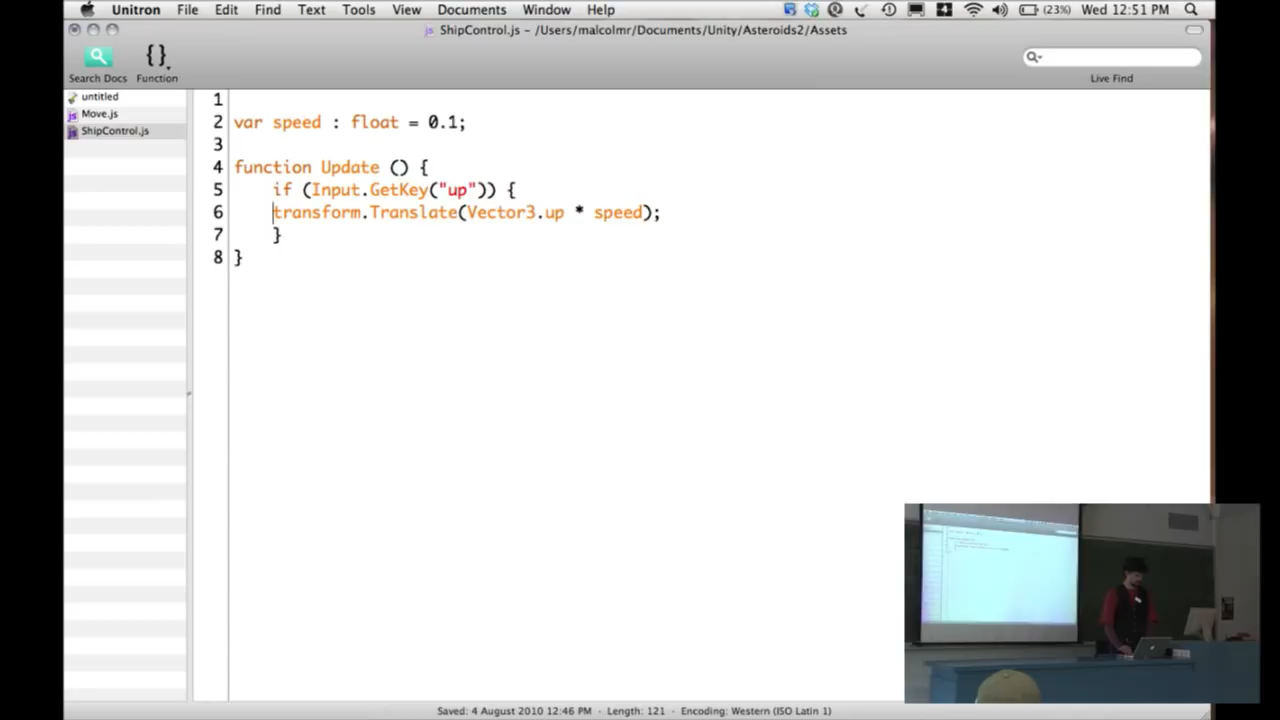 Unitron File Edit Find Text Tools View Documents Window Help (23%) Wed 12:51 PM
ShipControl.js – /Users/malcolmr/Documents/Unity/Asteroids2/Assets
Search Docs Function Live Find
untitled
Move.js
ShipControl.js
1
2 var speed : float = 0.1;
3
4 function Update () {
5 if (Input.GetKey("up")) {
6 transform.Translate(Vector3.up * speed);
7 }
8 }
Saved: 4 August 2010 12:46 PM · Length: 121 · Encoding: Western (ISO Latin 1)